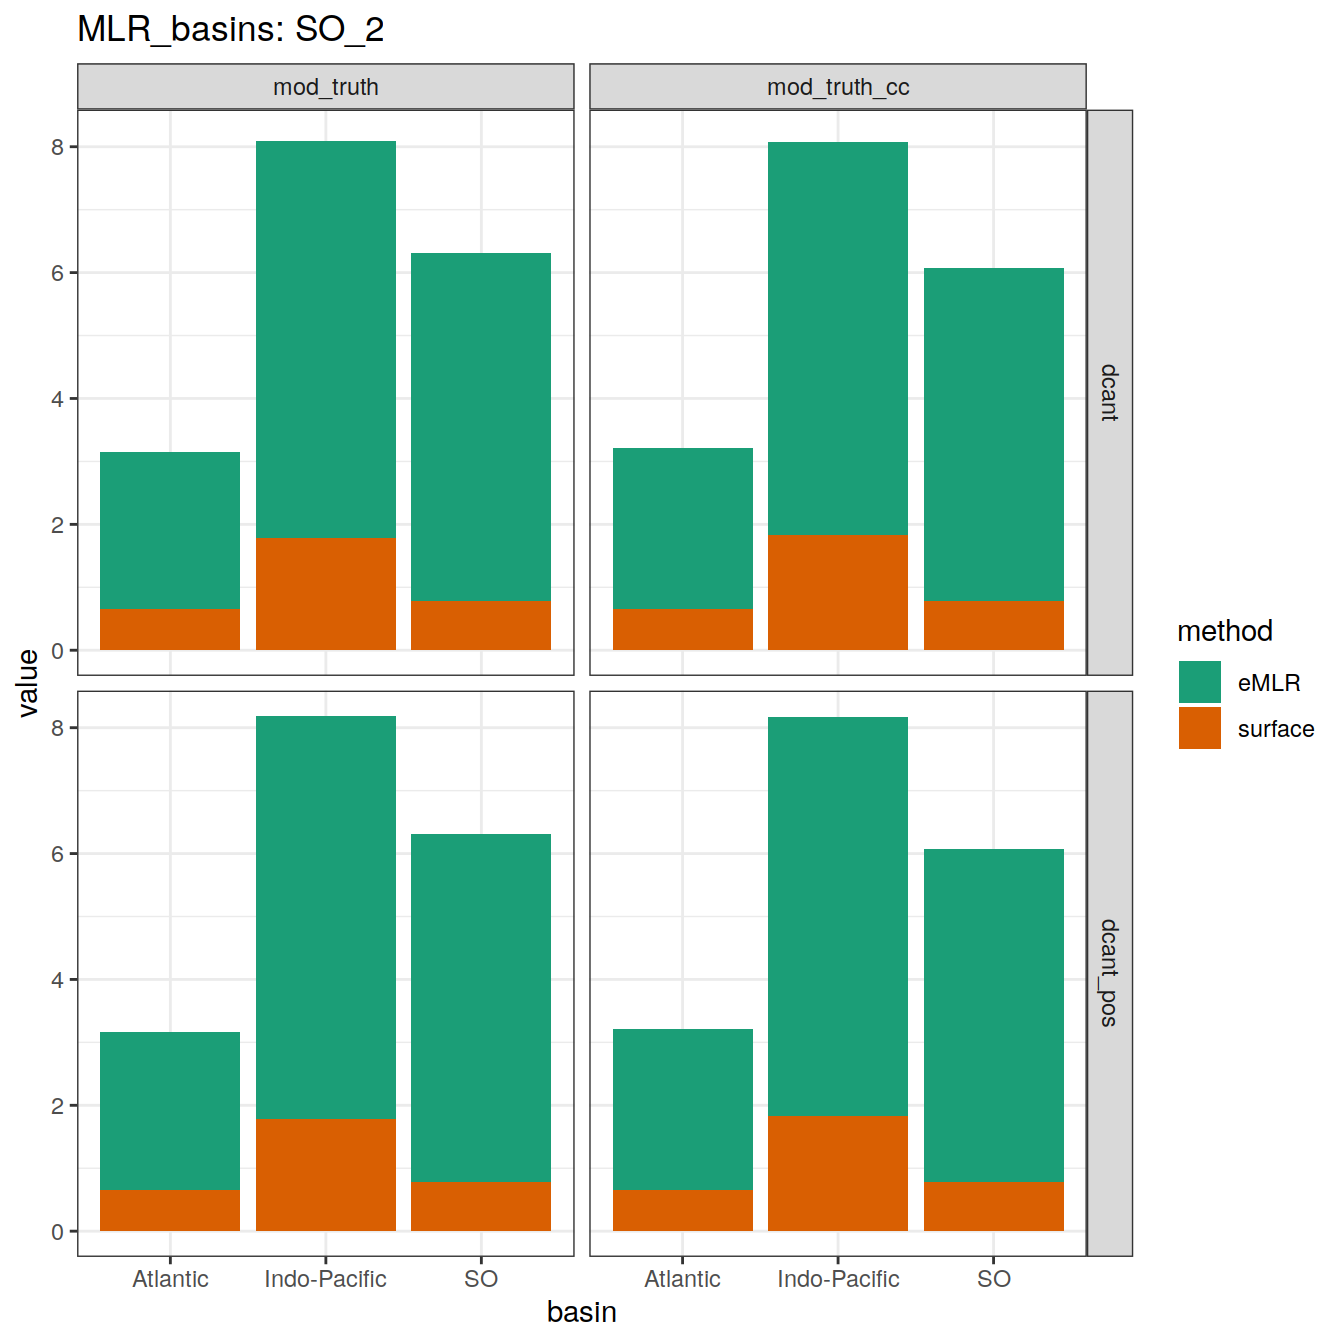 MLR_basins: SO_2
mod_truth
mod_truth_cc
8
6
4
2
0
dcant
8
6
4
2
0
dcant_pos
value
Atlantic
Indo-Pacific
SO
Atlantic
Indo-Pacific
SO
basin
method
eMLR
surface